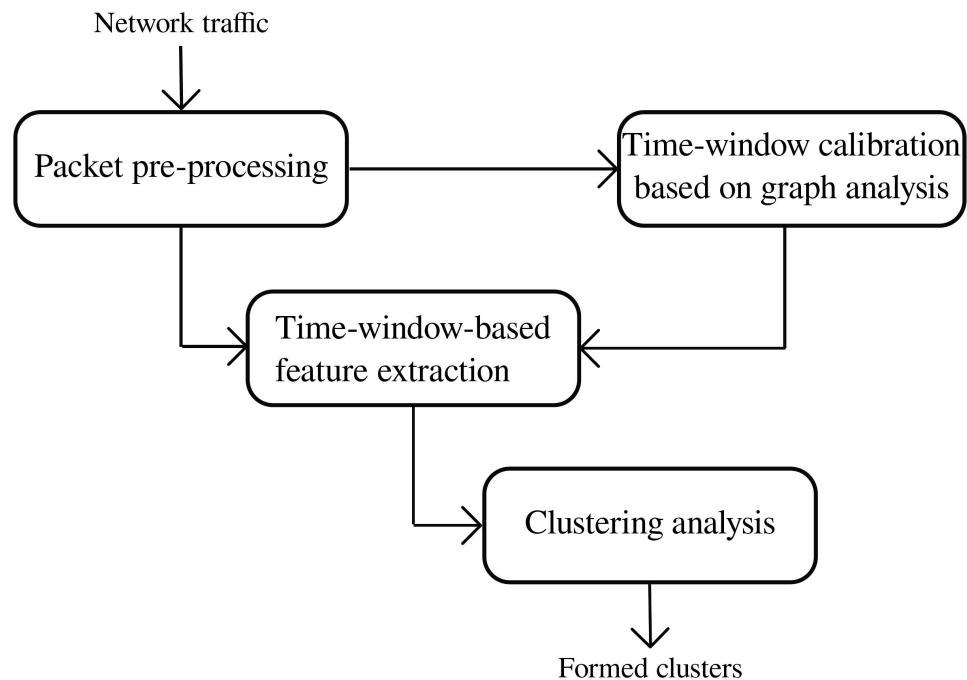 Network traffic
Packet pre-processing
Time-window calibration
based on graph analysis
Time-window-based
feature extraction
Clustering analysis
Formed clusters